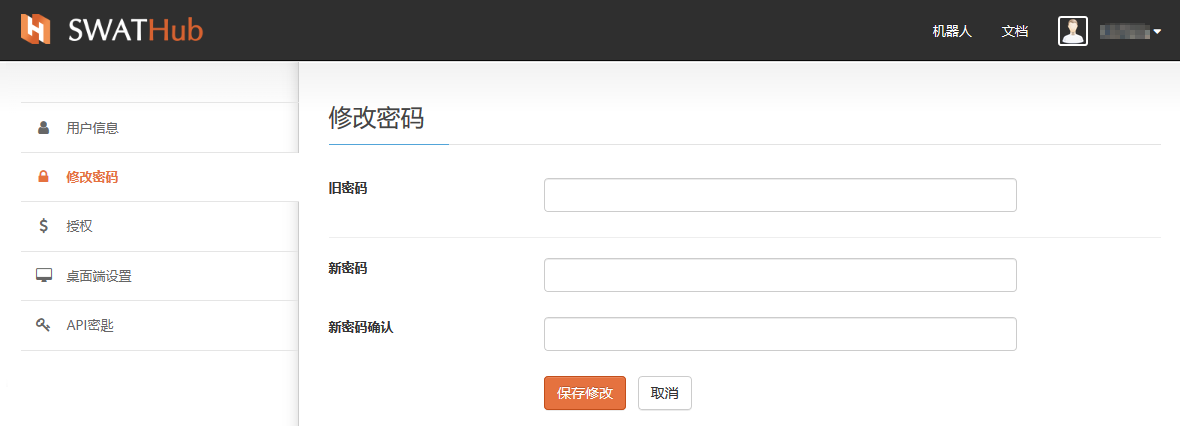 SWATHub
机器人 文档
用户信息
修改密码
授权
桌面端设置
API密匙
修改密码
旧密码
新密码
新密码确认
保存修改 取消